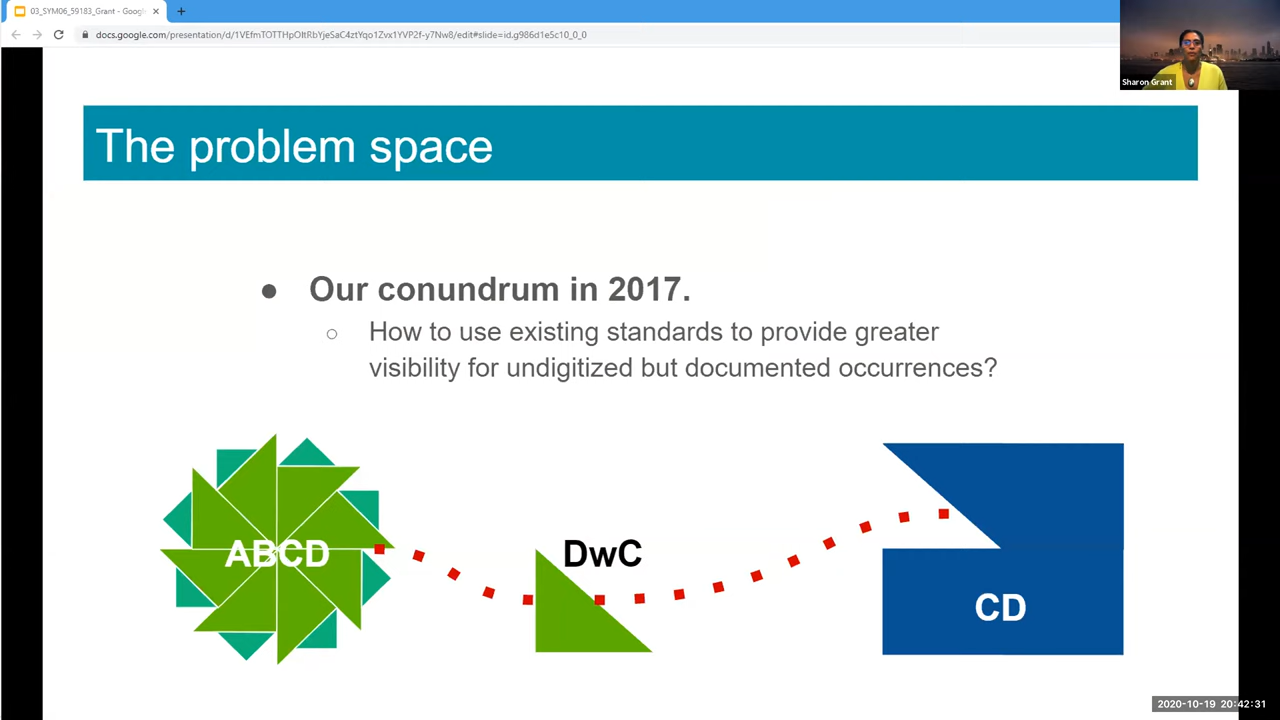 03_SYM06_59183_Grant - Googl
docs.google.com/presentation/d/1VEfmTOTTHpOltRbYjeSaC4ztYqo1Zvx1YVP2f-y7Nw8/edit#slide=id.g986d1e5c10_0_0
Sharon Grant
The problem space
● Our conundrum in 2017.
○ How to use existing standards to provide greater
visibility for undigitized but documented occurrences?
ABCD
DwC
CD
2020-10-19 20:42:31